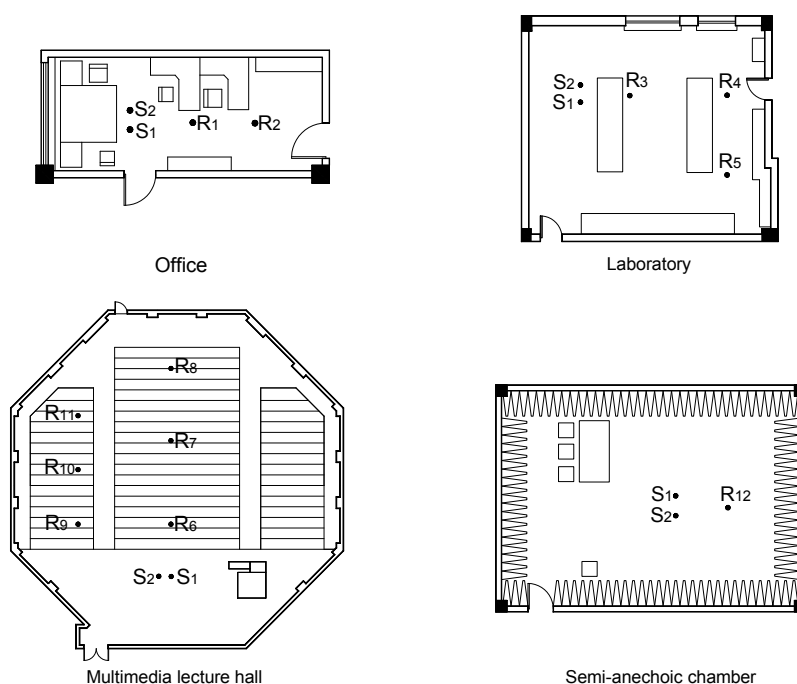 S2
S1
R1
R2
Office
S2
S1
R3
R4
R5
Laboratory
R8
R11
R7
R10
R9
R6
S2 S1
Multimedia lecture hall
S1
S2
R12
Semi-anechoic chamber